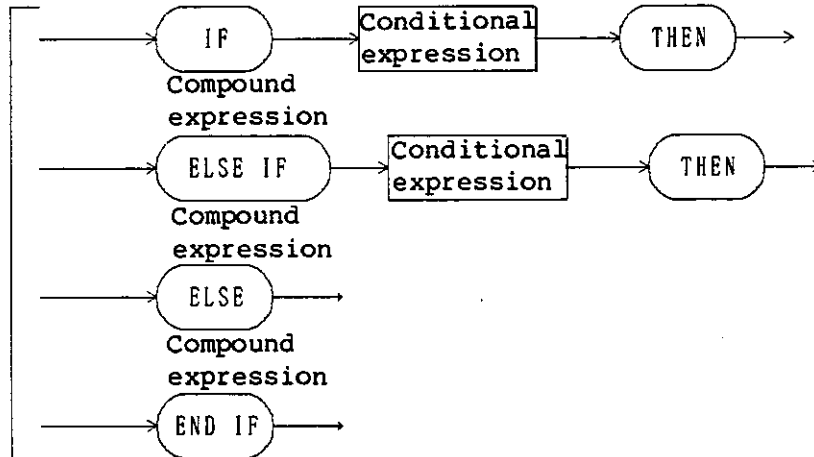 IF Conditional expression THEN
Compound
expression
ELSE IF Conditional expression THEN
Compound
expression
ELSE
Compound
expression
END IF